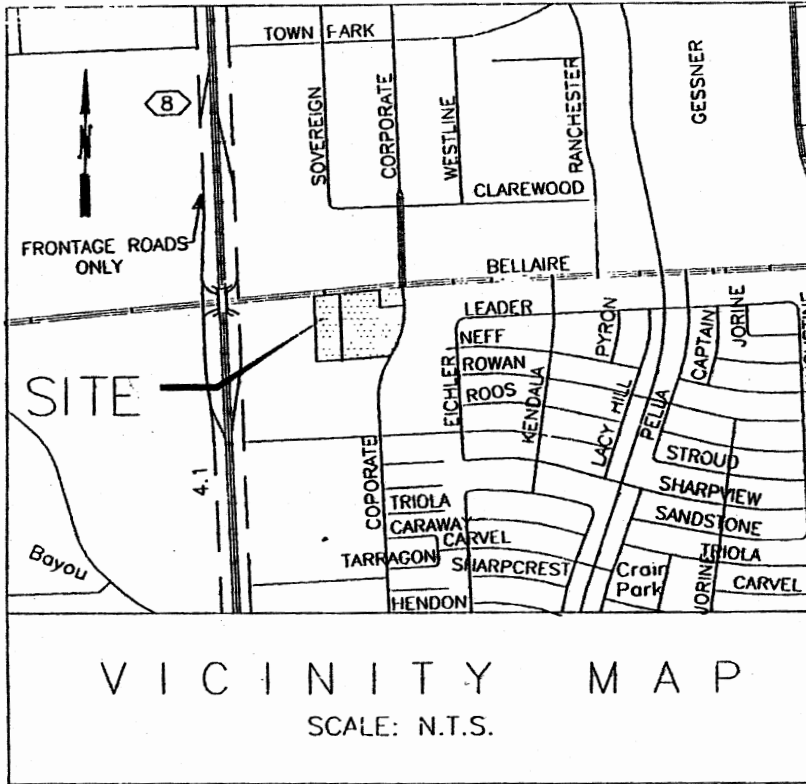 TOWN PARK
8
N
SOVEREIGN
CORPORATE
WESTLINE
RANCHESTER
GESSNER
CLAREWOOD
FRONTAGE ROADS
ONLY
BELLAIRE
LEADER
NEFF
ROWAN
ROOS
EICHLER
KENDALIA
PYRON
LACY HILL
CAPTAIN
JORINE
SITE
4.1
COPORATE
STROUD
SHARPVIEW
SANDSTONE
TRIOLA
CARVEL
TRIOLA
CARAWAY
CARVEL
TARRAGON
SHARPCREST
HENDON
Crain
Park
JORINE
Bayou
VICINITY MAP
SCALE: N.T.S.